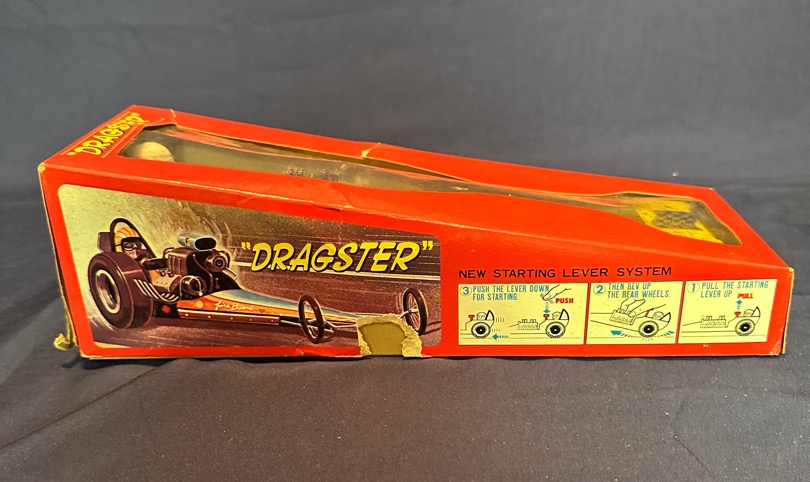 "DRAGSTER"
"DRAGSTER"
NEW STARTING LEVER SYSTEM
③ PUSH THE LEVER DOWN
FOR STARTING.
PUSH
② THEN REV UP
THE REAR WHEELS.
① PULL THE STARTING
LEVER UP
PULL